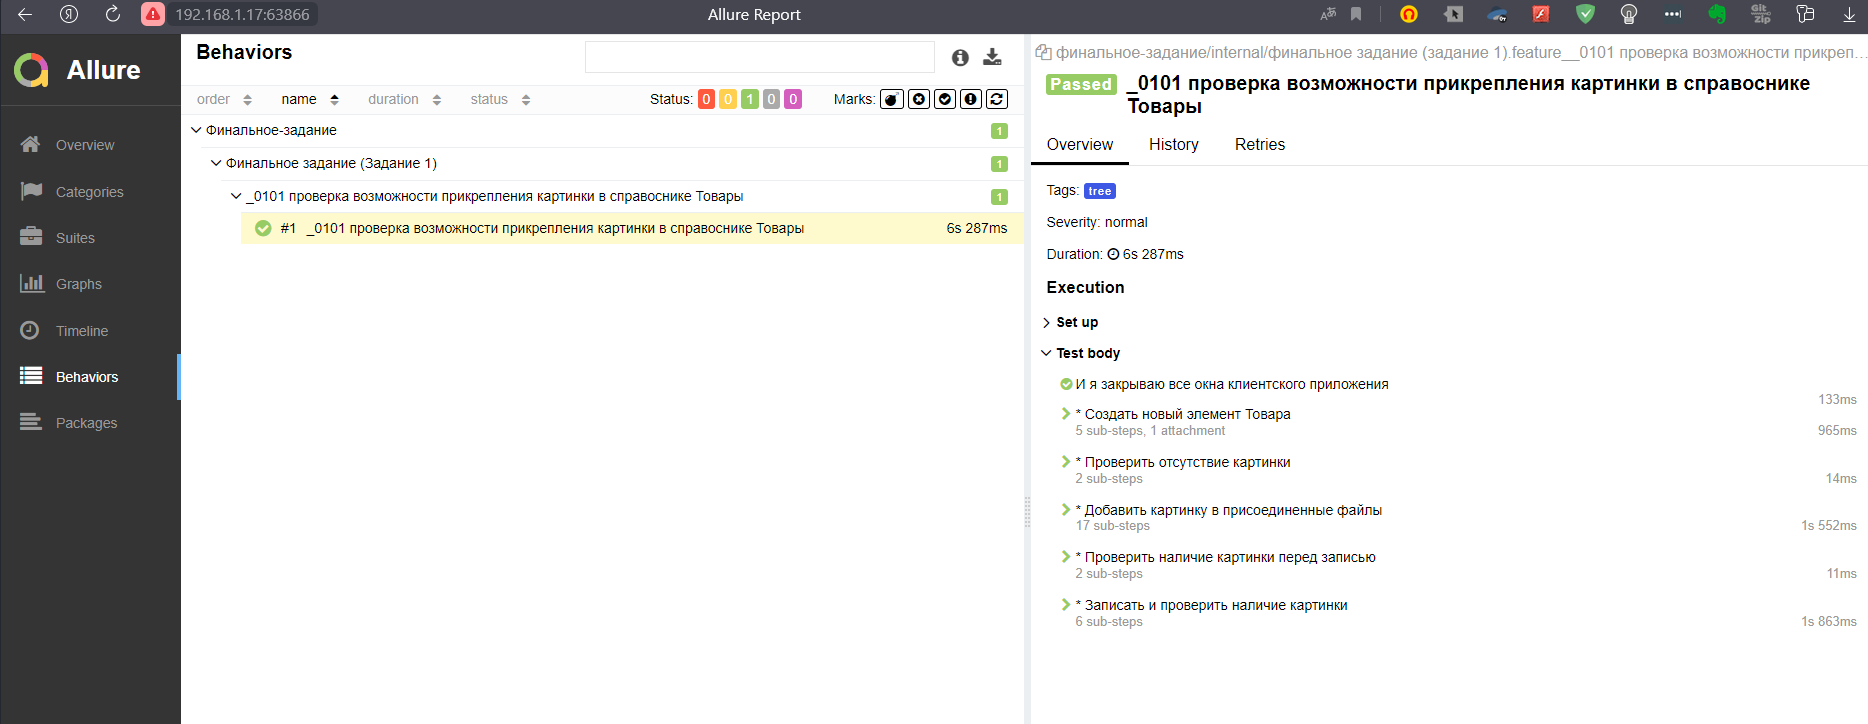 192.168.1.17:63866
Allure Report
Allure
Overview
Categories
Suites
Graphs
Timeline
Behaviors
Packages
Behaviors
order name duration status
Status: 0 0 1 0 0
Marks:
Финальное-задание 1
Финальное задание (Задание 1) 1
_0101 проверка возможности прикрепления картинки в справоснике Товары 1
#1 _0101 проверка возможности прикрепления картинки в справоснике Товары 6s 287ms
финальное-задание/internal/финальное задание (задание 1).feature__0101 проверка возможности прикреп...
Passed _0101 проверка возможности прикрепления картинки в справоснике
Товары
Overview History Retries
Tags: tree
Severity: normal
Duration: 6s 287ms
Execution
Set up
Test body
И я закрываю все окна клиентского приложения
133ms
* Создать новый элемент Товара
5 sub-steps, 1 attachment 965ms
* Проверить отсутствие картинки
2 sub-steps 14ms
* Добавить картинку в присоединенные файлы
17 sub-steps 1s 552ms
* Проверить наличие картинки перед записью
2 sub-steps 11ms
* Записать и проверить наличие картинки
6 sub-steps 1s 863ms